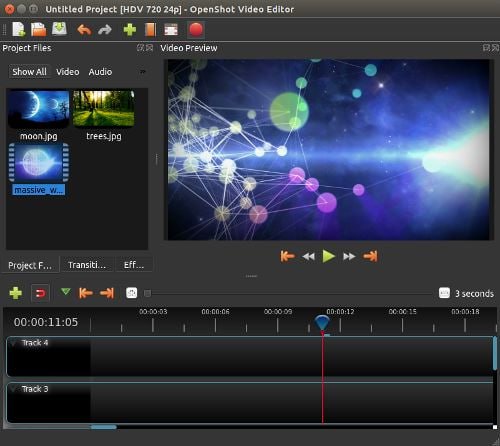 Untitled Project [HDV 720 24p] - OpenShot Video Editor
Project Files
Video Preview
Show All Video Audio »
moon.jpg trees.jpg
massive_w...
Project F... Transiti... Eff...
3 seconds
00:00:11:05
00:00:03 00:00:06 00:00:09 00:00:12 00:00:15 00:00:18
Track 4
Track 3